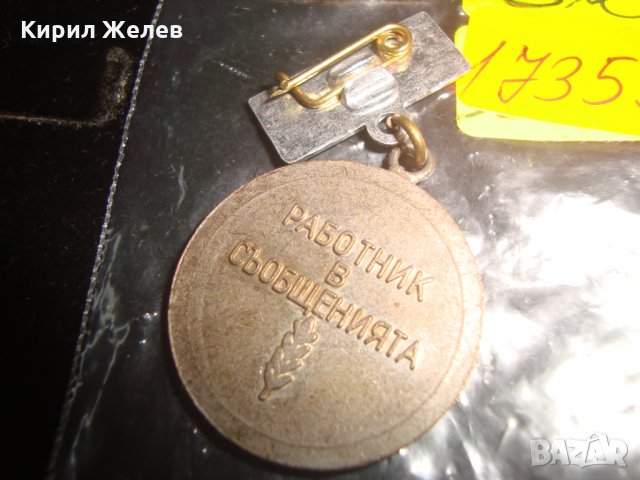 Кирил Желев
1735
РАБОТНИК
В
СЪОБЩЕНИЯТА
BAZAR